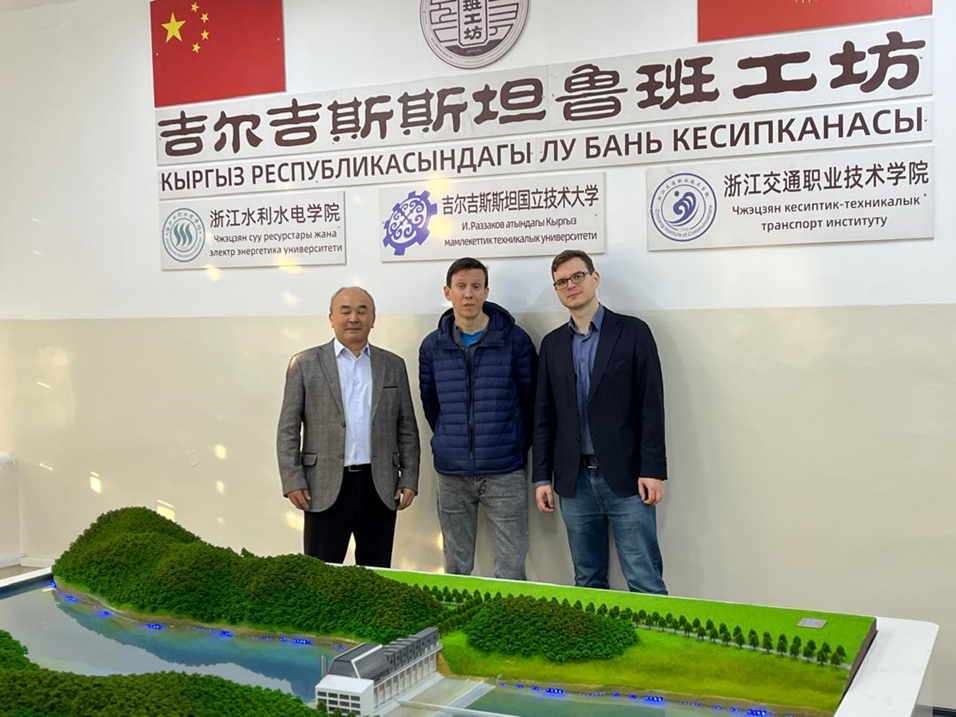 班工坊
吉尔吉斯斯坦鲁班工坊
КЫРГЫЗ РЕСПУБЛИКАСЫНДАГЫ ЛУ БАНЬ КЕСИПКАНАСЫ
浙江水利水电学院
Чжэцзян суу ресурстары жана
электр энергетика университети
吉尔吉斯斯坦国立技术大学
И.Раззаков атындагы Кыргыз
мамлекеттик техникалык университети
浙江交通职业技术学院
Чжэцзян кесиптик-техникалык
транспорт институту